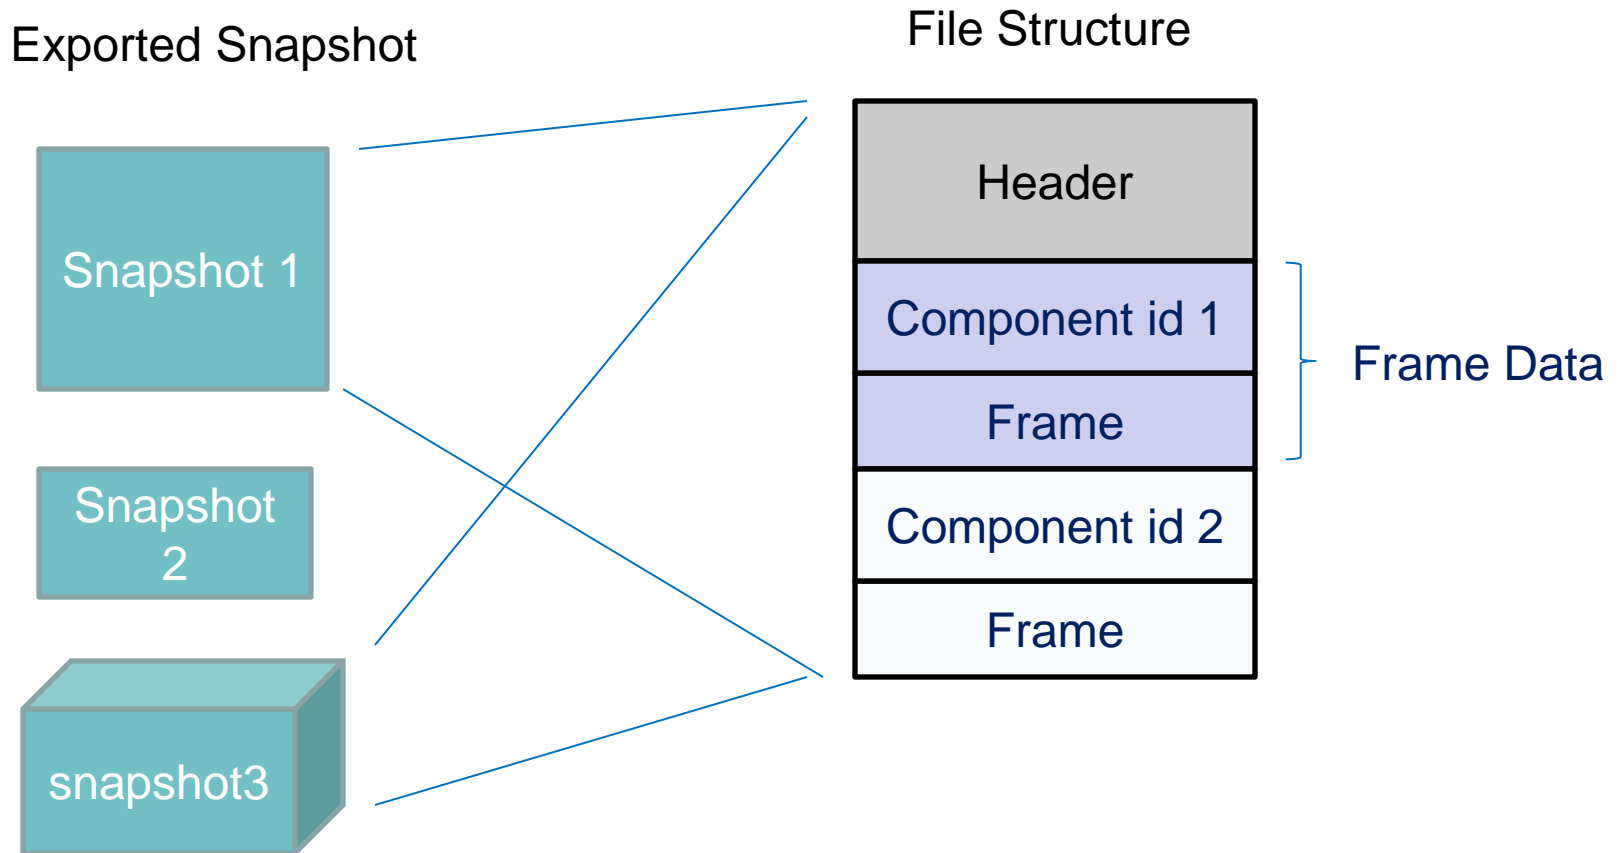 Exported Snapshot
File Structure
Snapshot 1
Snapshot
2
snapshot3
Header
Component id 1
Frame
Component id 2
Frame
Frame Data